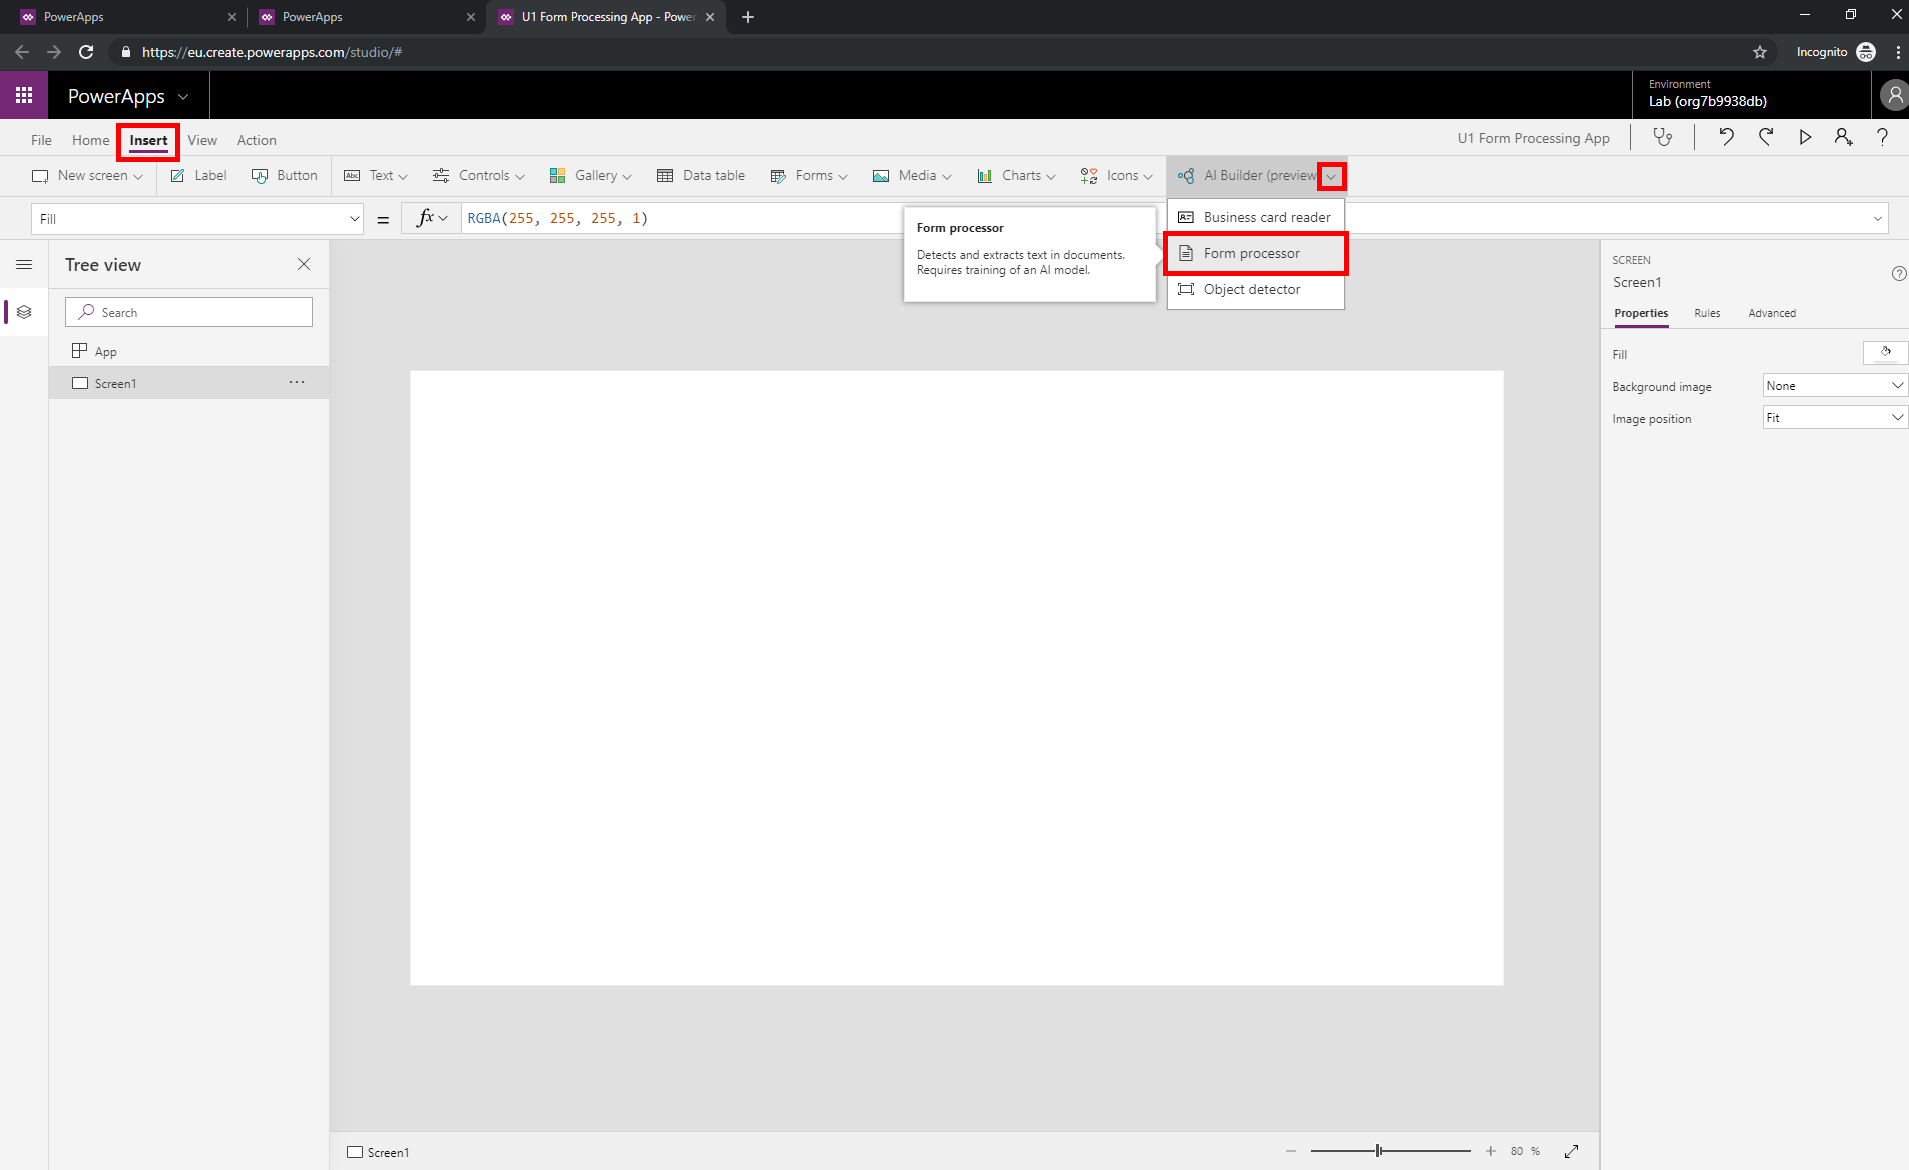 PowerApps
PowerApps
U1 Form Processing App - Power
https://eu.create.powerapps.com/studio/#
Incognito
PowerApps
Environment
Lab (org7b9938db)
File Home Insert View Action
U1 Form Processing App
New screen Label Button Abc Text Controls Gallery Data table Forms Media Charts Icons AI Builder (preview
Fill = fx RGBA(255, 255, 255, 1)
Business card reader
Form processor
Object detector
Form processor
Detects and extracts text in documents.
Requires training of an AI model.
Tree view
Search
App
Screen1 ...
SCREEN
Screen1
Properties Rules Advanced
Fill
Background image None
Image position Fit
Screen1
80 %